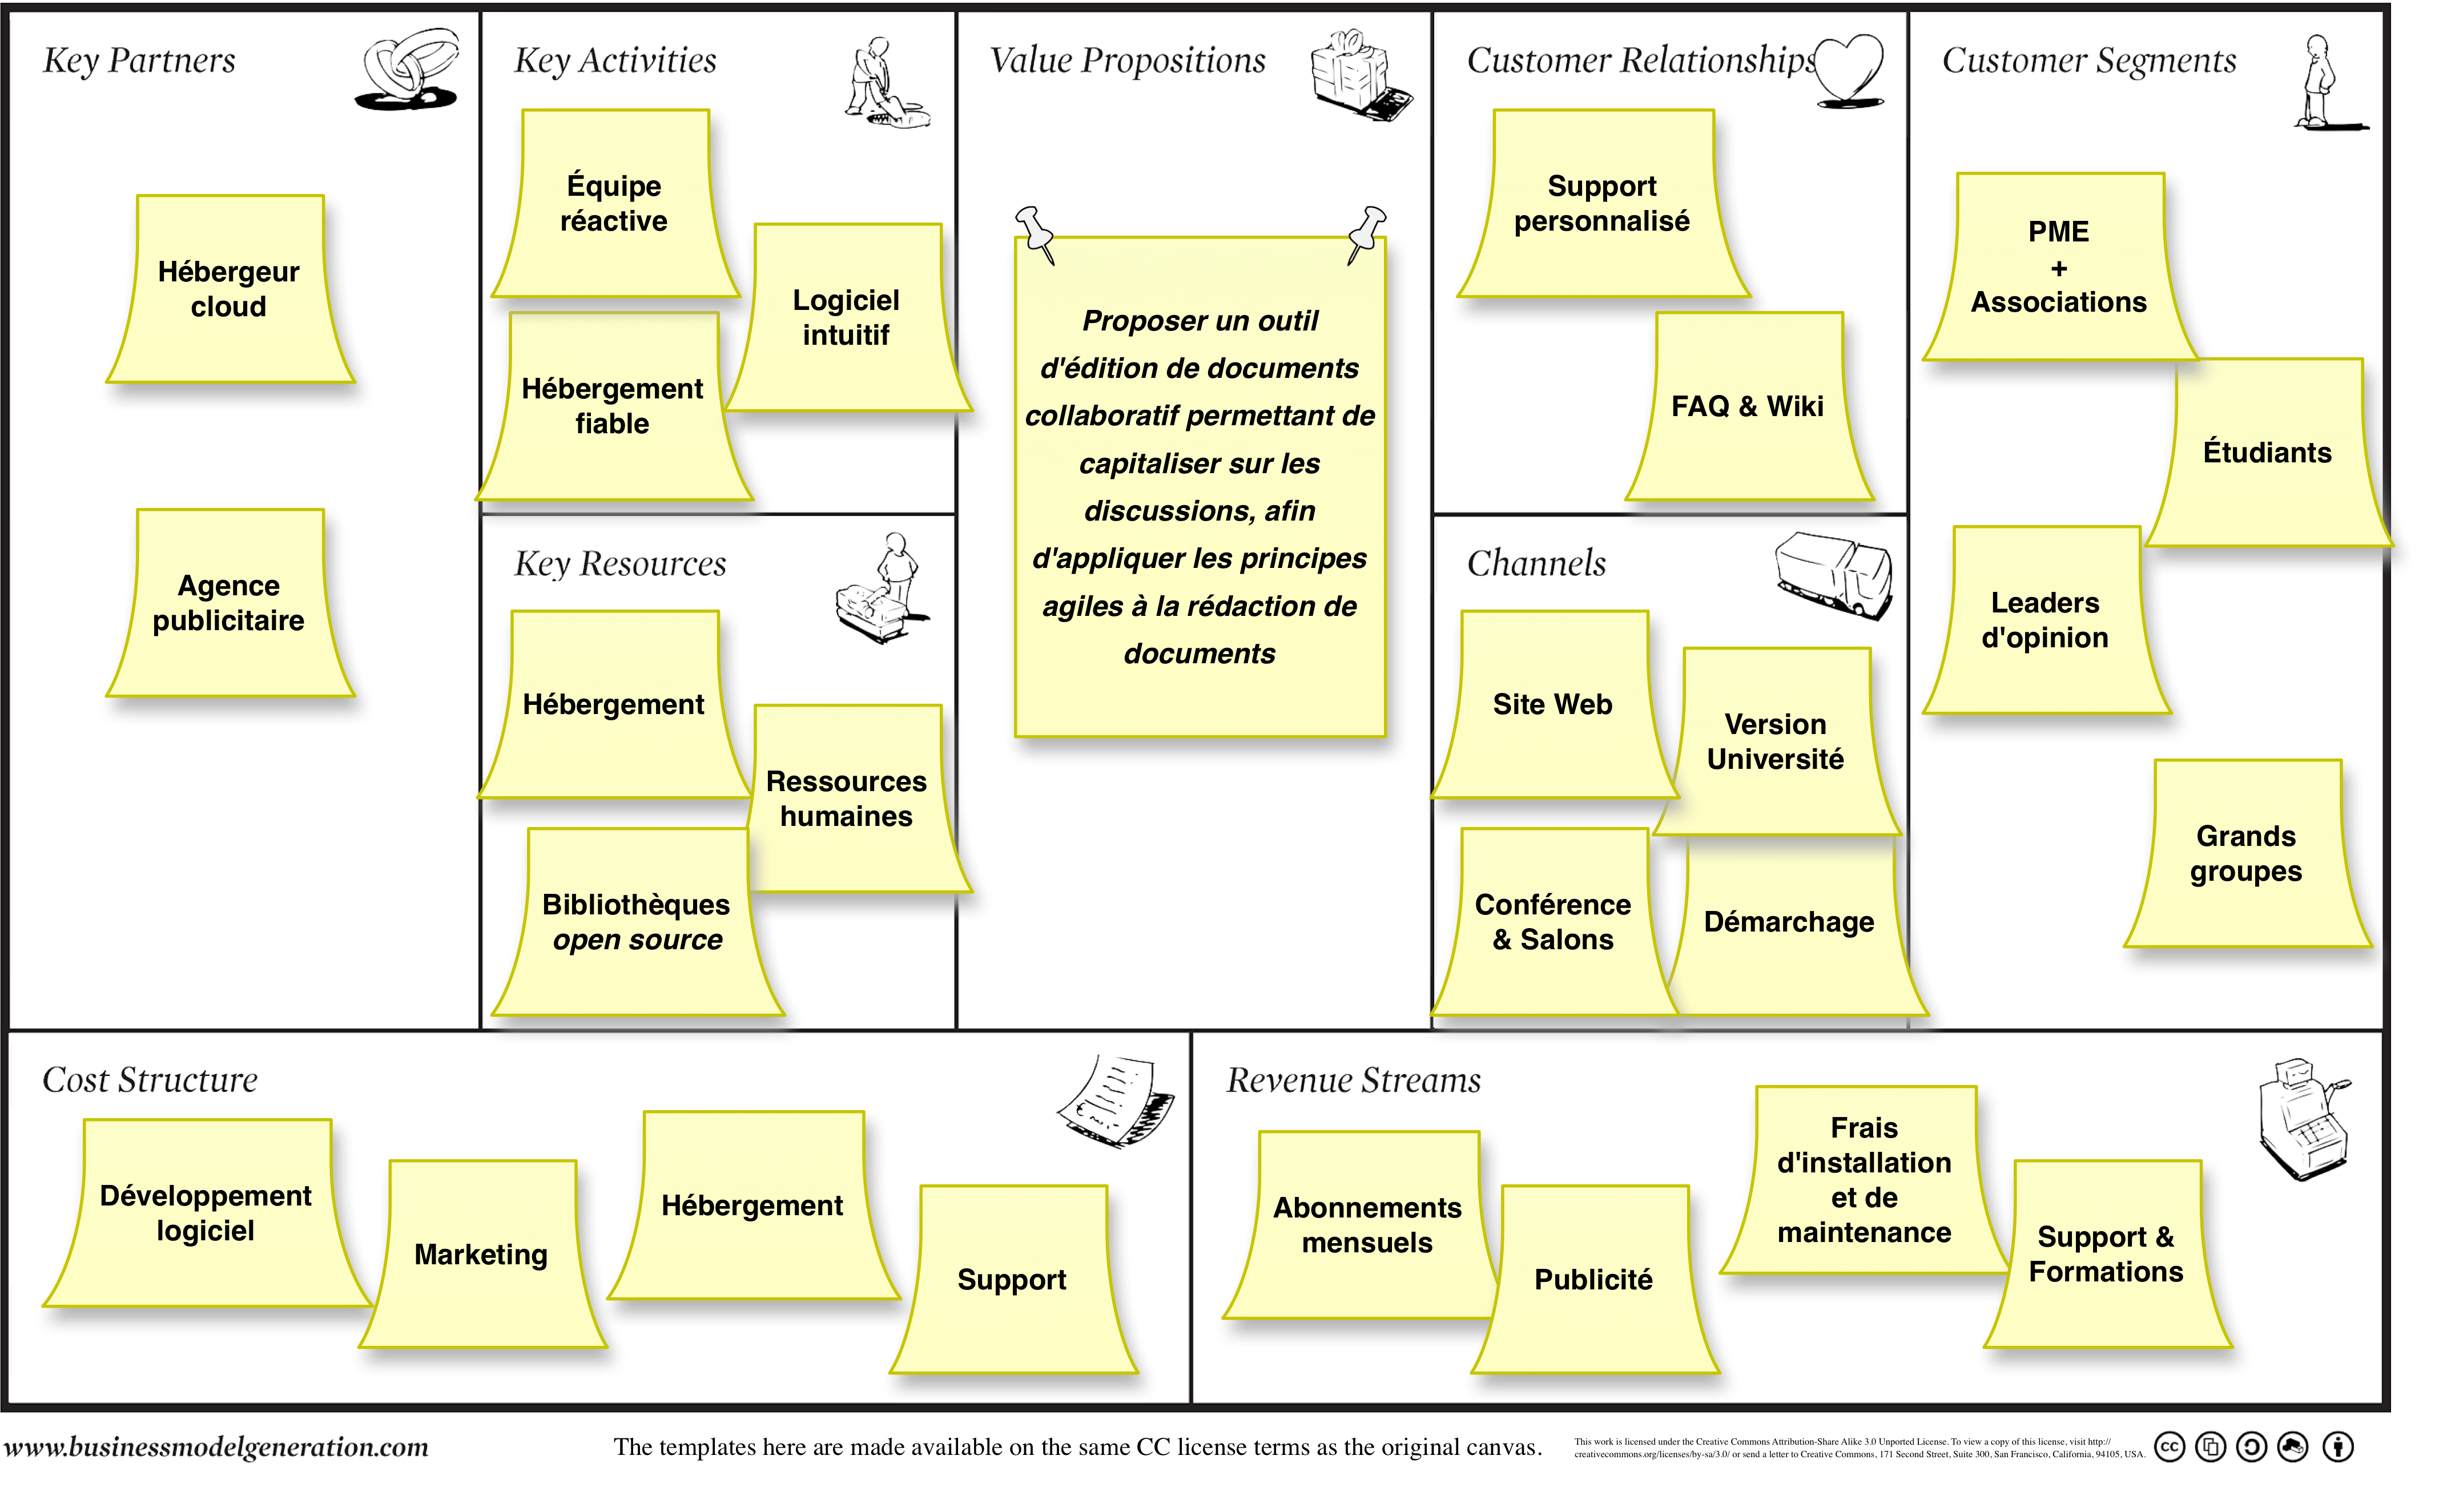 Key Partners
Hébergeur
cloud
Agence
publicitaire
Key Activities
Équipe
réactive
Logiciel
intuitif
Hébergement
fiable
Key Resources
Hébergement
Ressources
humaines
Bibliothèques
open source
Value Propositions
Proposer un outil
d'édition de documents
collaboratif permettant de
capitaliser sur les
discussions, afin
d'appliquer les principes
agiles à la rédaction de
documents
Customer Relationships
Support
personnalisé
FAQ & Wiki
Channels
Site Web
Version
Université
Conférence
& Salons
Démarchage
Customer Segments
PME
+
Associations
Étudiants
Leaders
d'opinion
Grands
groupes
Cost Structure
Développement
logiciel
Marketing
Hébergement
Support
Revenue Streams
Abonnements
mensuels
Publicité
Frais
d'installation
et de
maintenance
Support &
Formations
www.businessmodelgeneration.com
The templates here are made available on the same CC license terms as the original canvas.
This work is licensed under the Creative Commons Attribution-Share Alike 3.0 Unported License. To view a copy of this license, visit http://
creativecommons.org/licenses/by-sa/3.0/ or send a letter to Creative Commons, 171 Second Street, Suite 300, San Francisco, California, 94105, USA.
cc